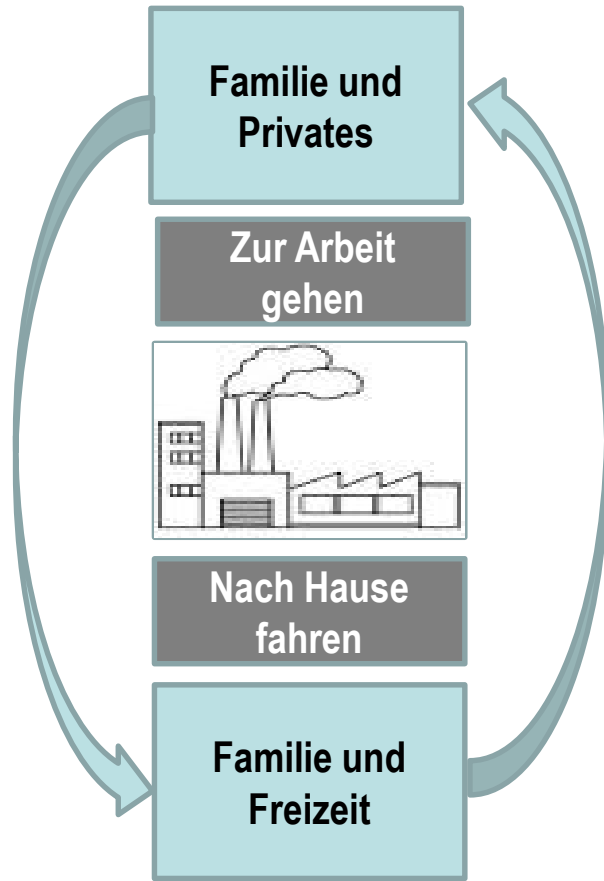 Familie und
Privates
Zur Arbeit
gehen
Nach Hause
fahren
Familie und
Freizeit